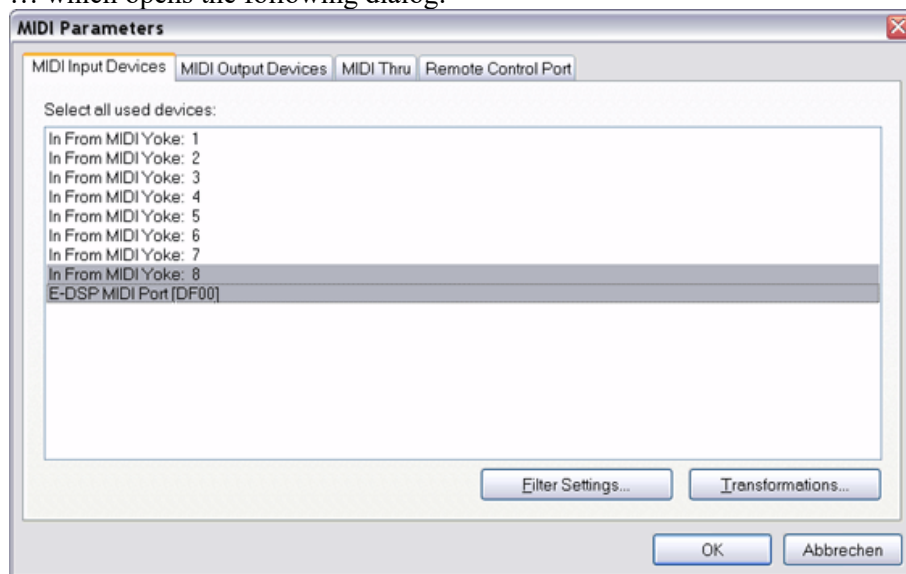 … which opens the following dialog:
MIDI Parameters
MIDI Input Devices MIDI Output Devices MIDI Thru Remote Control Port
Select all used devices:
In From MIDI Yoke: 1
In From MIDI Yoke: 2
In From MIDI Yoke: 3
In From MIDI Yoke: 4
In From MIDI Yoke: 5
In From MIDI Yoke: 6
In From MIDI Yoke: 7
In From MIDI Yoke: 8
E-DSP MIDI Port [DF00]
Filter Settings... Transformations...
OK Abbrechen